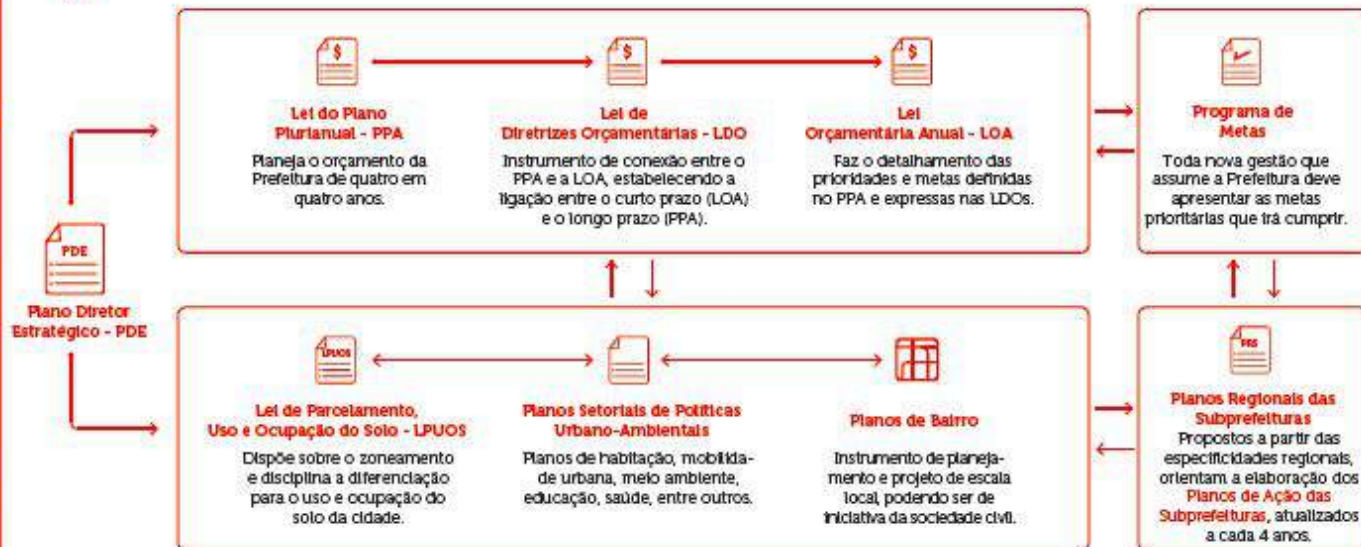 $
Lei do Plano
Plurianual - PPA
Planeja o orçamento da
Prefeitura de quatro em
quatro anos.
$
Lei de
Diretrizes Orçamentárias - LDO
Instrumento de conexão entre o
PPA e a LOA, estabelecendo a
ligação entre o curto prazo (LOA)
e o longo prazo (PPA).
$
Lei
Orçamentária Anual - LOA
Faz o detalhamento das
prioridades e metas definidas
no PPA e expressas nas LDOs.
Programa de
Metas
Toda nova gestão que
assume a Prefeitura deve
apresentar as metas
prioritárias que irá cumprir.
PDE
Plano Diretor
Estratégico - PDE
LPUOS
Lei de Parcelamento,
Uso e Ocupação do Solo - LPUOS
Dispõe sobre o zoneamento
e disciplina a diferenciação
para o uso e ocupação do
solo da cidade.
Planos Setoriais de Políticas
Urbano-Ambientais
Planos de habitação, mobilida-
de urbana, meio ambiente,
educação, saúde, entre outros.
Planos de Bairro
Instrumento de planeja-
mento e projeto de escala
local, podendo ser de
iniciativa da sociedade civil.
PRS
Planos Regionais das
Subprefeituras
Propostos a partir das
especificidades regionais,
orientam a elaboração dos
Planos de Ação das
Subprefeituras, atualizados
a cada 4 anos.